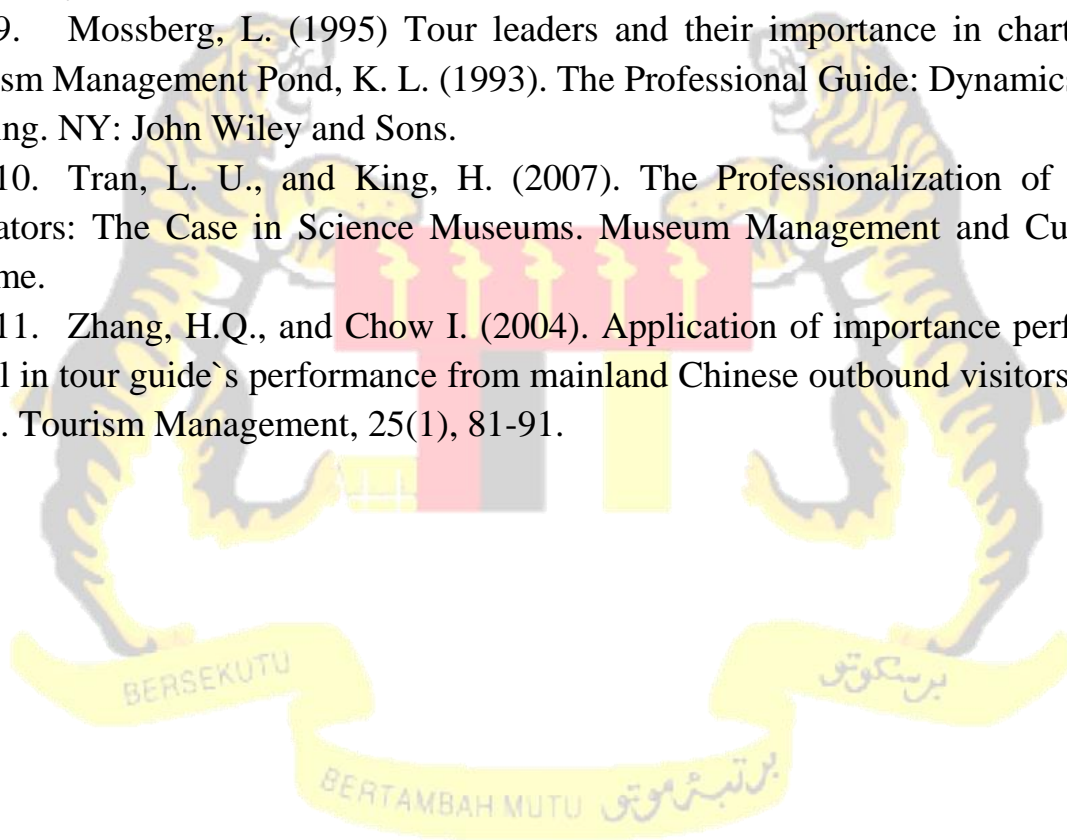 9. Mossberg, L. (1995) Tour leaders and their importance in chart
sm Management Pond, K. L. (1993). The Professional Guide: Dynamics
ing. NY: John Wiley and Sons.
10. Tran, L. U., and King, H. (2007). The Professionalization of
ators: The Case in Science Museums. Museum Management and Cu
me.
11. Zhang, H.Q., and Chow I. (2004). Application of importance perf
l in tour guide`s performance from mainland Chinese outbound visitors
. Tourism Management, 25(1), 81-91.
BERSEKUTU برسکوتو
BERTAMBAH MUTU برتمبه موتو